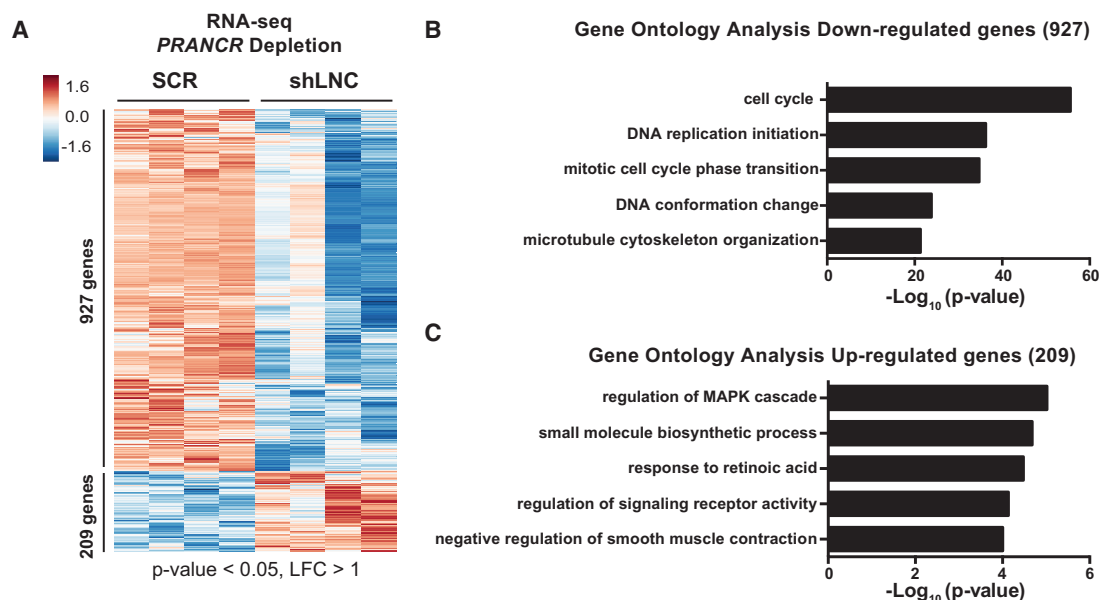 A
RNA-seq
PRANCR Depletion
SCR
shLNC
1.6
0.0
-1.6
927 genes
209 genes
p-value < 0.05, LFC > 1
B
Gene Ontology Analysis Down-regulated genes (927)
cell cycle
DNA replication initiation
mitotic cell cycle phase transition
DNA conformation change
microtubule cytoskeleton organization
0 20 40 60
-Log10 (p-value)
C
Gene Ontology Analysis Up-regulated genes (209)
regulation of MAPK cascade
small molecule biosynthetic process
response to retinoic acid
regulation of signaling receptor activity
negative regulation of smooth muscle contraction
0 2 4 6
-Log10 (p-value)